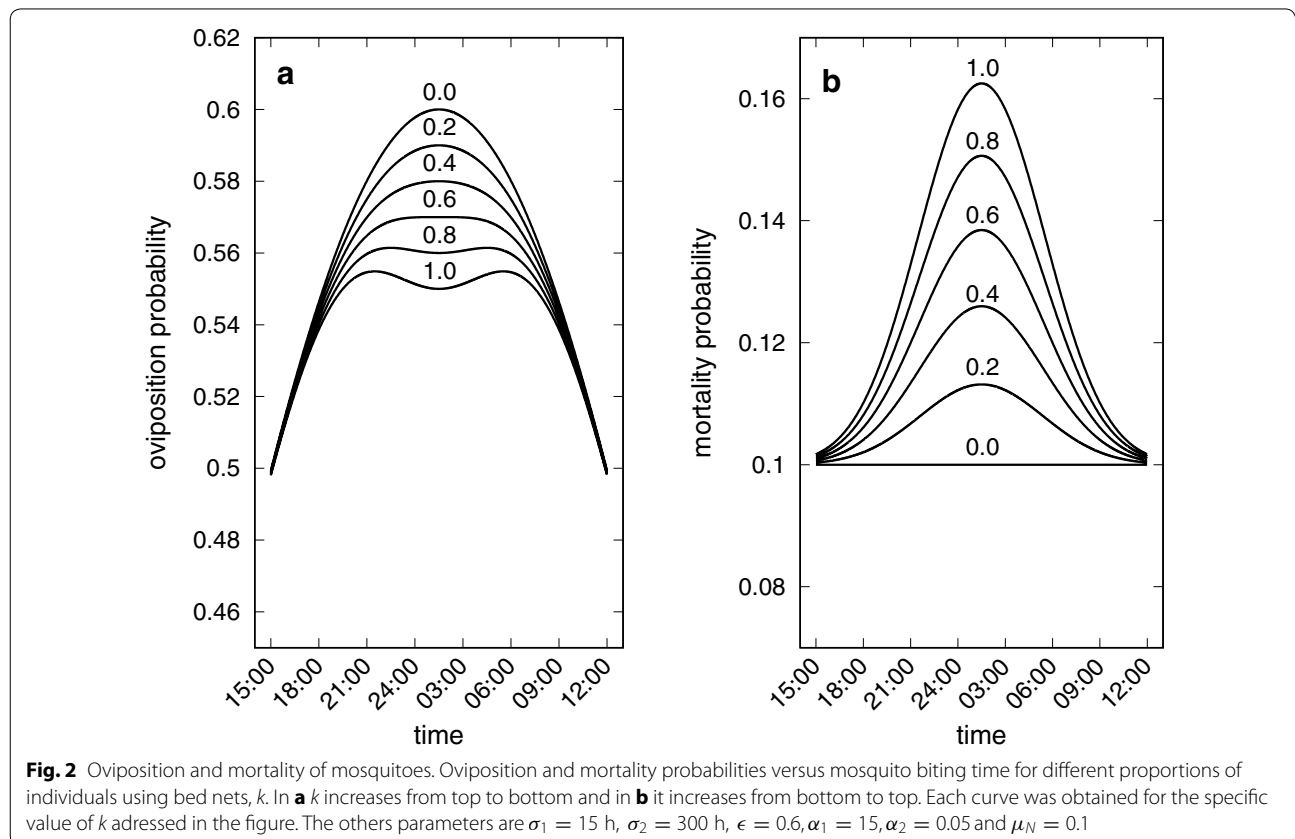 a
0.62
0.6
0.58
0.56
0.54
0.52
0.5
0.48
0.46
oviposition probability
0.0
0.2
0.4
0.6
0.8
1.0
15:00 18:00 21:00 24:00 03:00 06:00 09:00 12:00
time
b
0.16
0.14
0.12
0.1
0.08
mortality probability
1.0
0.8
0.6
0.4
0.2
0.0
15:00 18:00 21:00 24:00 03:00 06:00 09:00 12:00
time
Fig. 2 Oviposition and mortality of mosquitoes. Oviposition and mortality probabilities versus mosquito biting time for different proportions of
individuals using bed nets, k. In a k increases from top to bottom and in b it increases from bottom to top. Each curve was obtained for the specific
value of k adressed in the figure. The others parameters are σ₁ = 15 h, σ₂ = 300 h, ϵ = 0.6, α₁ = 15, α₂ = 0.05 and μ_N = 0.1